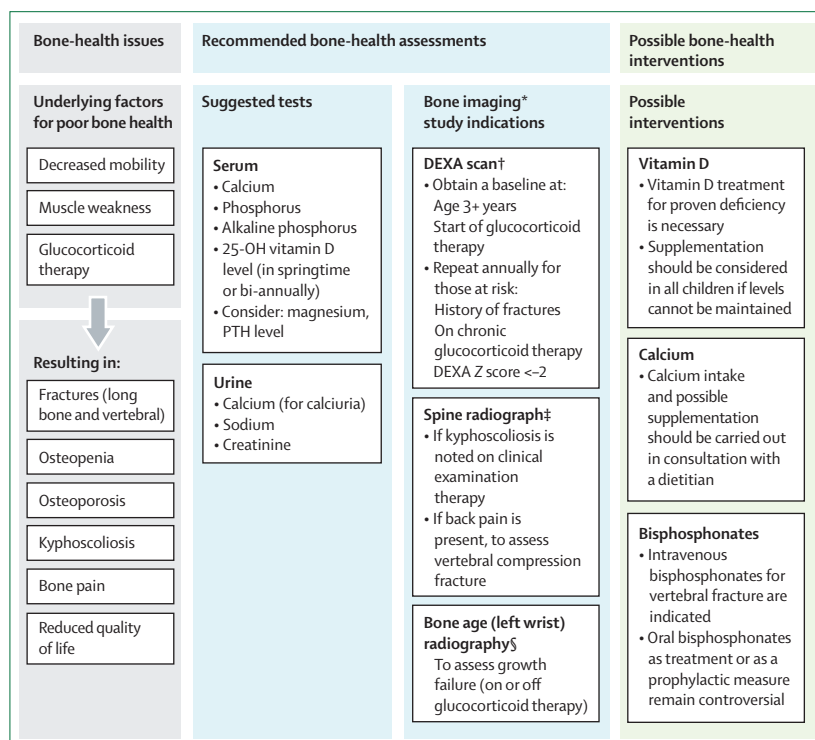 Bone-health issues
Recommended bone-health assessments
Possible bone-health
interventions
Underlying factors
for poor bone health
Decreased mobility
Muscle weakness
Glucocorticoid
therapy
Resulting in:
Fractures (long
bone and vertebral)
Osteopenia
Osteoporosis
Kyphoscoliosis
Bone pain
Reduced quality
of life
Suggested tests
Serum
• Calcium
• Phosphorus
• Alkaline phosphorus
• 25-OH vitamin D
level (in springtime
or bi-annually)
• Consider: magnesium,
PTH level
Urine
• Calcium (for calciuria)
• Sodium
• Creatinine
Bone imaging*
study indications
DEXA scan†
• Obtain a baseline at:
Age 3+ years
Start of glucocorticoid
therapy
• Repeat annually for
those at risk:
History of fractures
On chronic
glucocorticoid therapy
DEXA Z score <–2
Spine radiograph‡
• If kyphoscoliosis is
noted on clinical
examination
therapy
• If back pain is
present, to assess
vertebral compression
fracture
Bone age (left wrist)
radiography§
To assess growth
failure (on or off
glucocorticoid therapy)
Possible
interventions
Vitamin D
• Vitamin D treatment
for proven deficiency
is necessary
• Supplementation
should be considered
in all children if levels
cannot be maintained
Calcium
• Calcium intake
and possible
supplementation
should be carried out
in consultation with
a dietitian
Bisphosphonates
• Intravenous
bisphosphonates for
vertebral fracture are
indicated
• Oral bisphosphonates
as treatment or as a
prophylactic measure
remain controversial